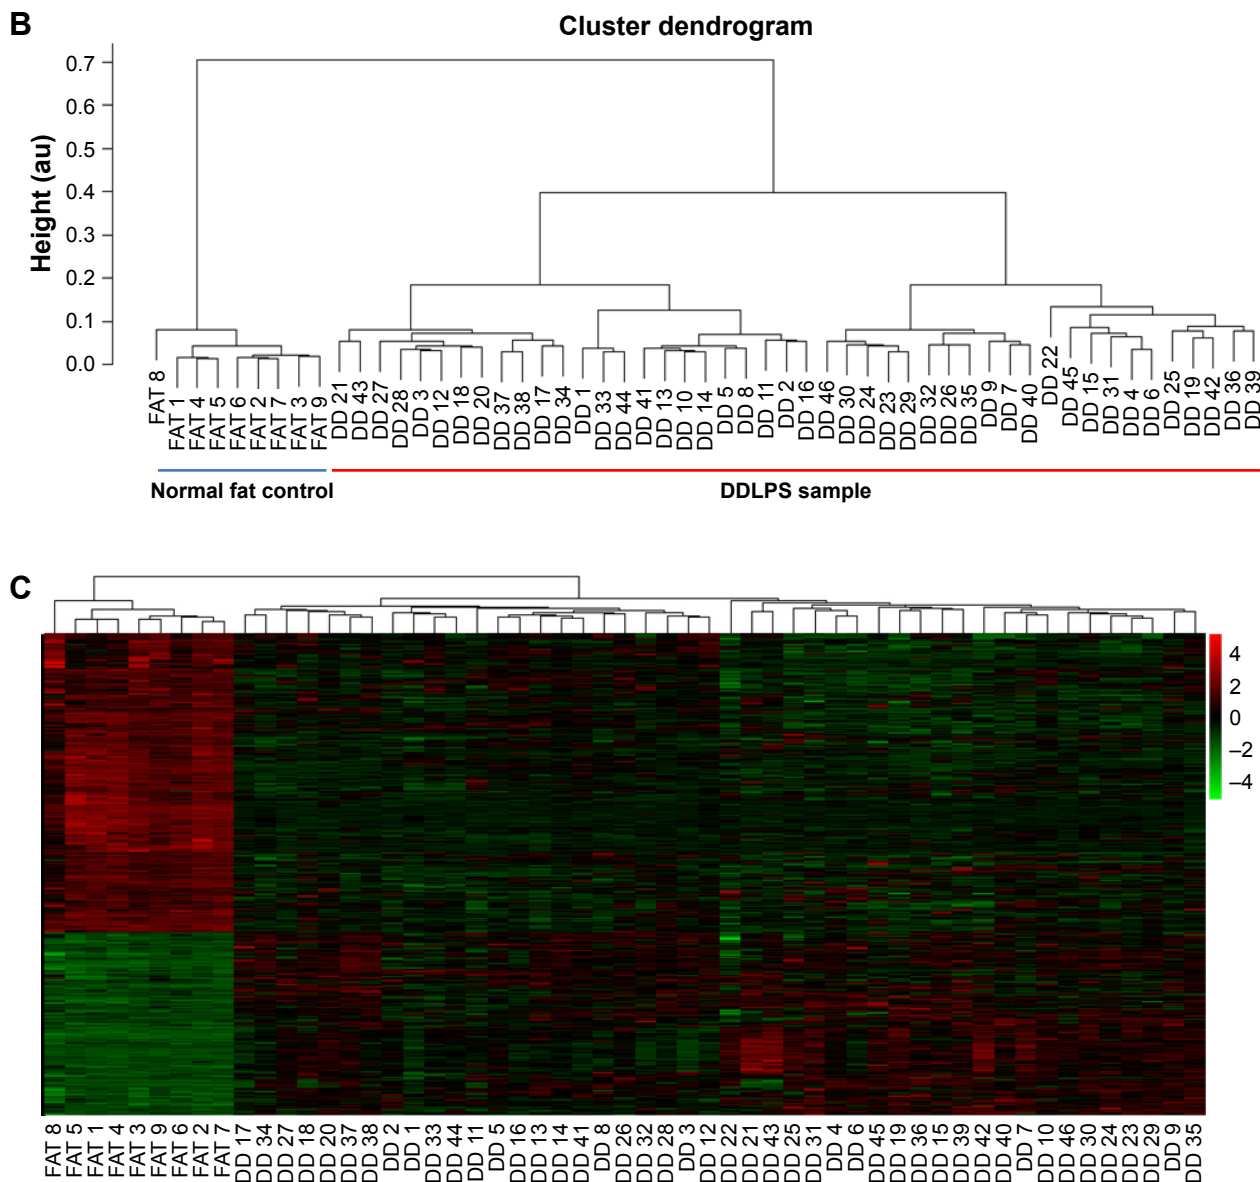 B
Cluster dendrogram
Height (au)
0.7
0.6
0.5
0.4
0.3
0.2
0.1
0.0
FAT 8
FAT 1
FAT 4
FAT 5
FAT 6
FAT 2
FAT 7
FAT 3
FAT 9
DD 21
DD 43
DD 27
DD 28
DD 3
DD 12
DD 18
DD 20
DD 37
DD 38
DD 17
DD 34
DD 1
DD 33
DD 44
DD 41
DD 13
DD 10
DD 14
DD 5
DD 8
DD 11
DD 2
DD 16
DD 46
DD 30
DD 24
DD 23
DD 29
DD 32
DD 26
DD 35
DD 9
DD 7
DD 40
DD 22
DD 45
DD 15
DD 31
DD 4
DD 6
DD 25
DD 19
DD 42
DD 36
DD 39
Normal fat control
DDLPS sample
C
4
2
0
–2
–4
FAT 8
FAT 5
FAT 1
FAT 4
FAT 3
FAT 9
FAT 6
FAT 2
FAT 7
DD 17
DD 34
DD 27
DD 18
DD 20
DD 37
DD 38
DD 2
DD 1
DD 33
DD 44
DD 11
DD 5
DD 16
DD 13
DD 14
DD 41
DD 8
DD 26
DD 32
DD 28
DD 3
DD 12
DD 22
DD 21
DD 43
DD 25
DD 31
DD 4
DD 6
DD 45
DD 19
DD 36
DD 15
DD 39
DD 42
DD 40
DD 7
DD 10
DD 46
DD 30
DD 24
DD 23
DD 29
DD 9
DD 35